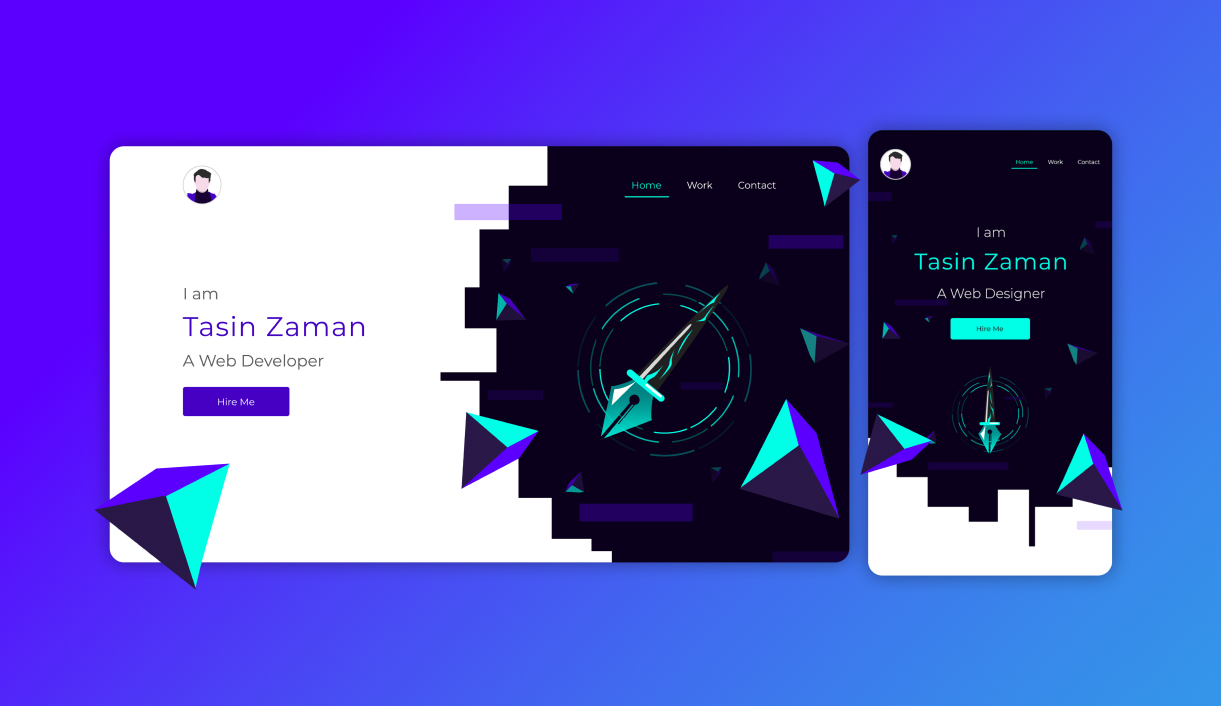 Home Work Contact
I am
Tasin Zaman
A Web Developer
Hire Me
Home Work Contact
I am
Tasin Zaman
A Web Designer
Hire Me